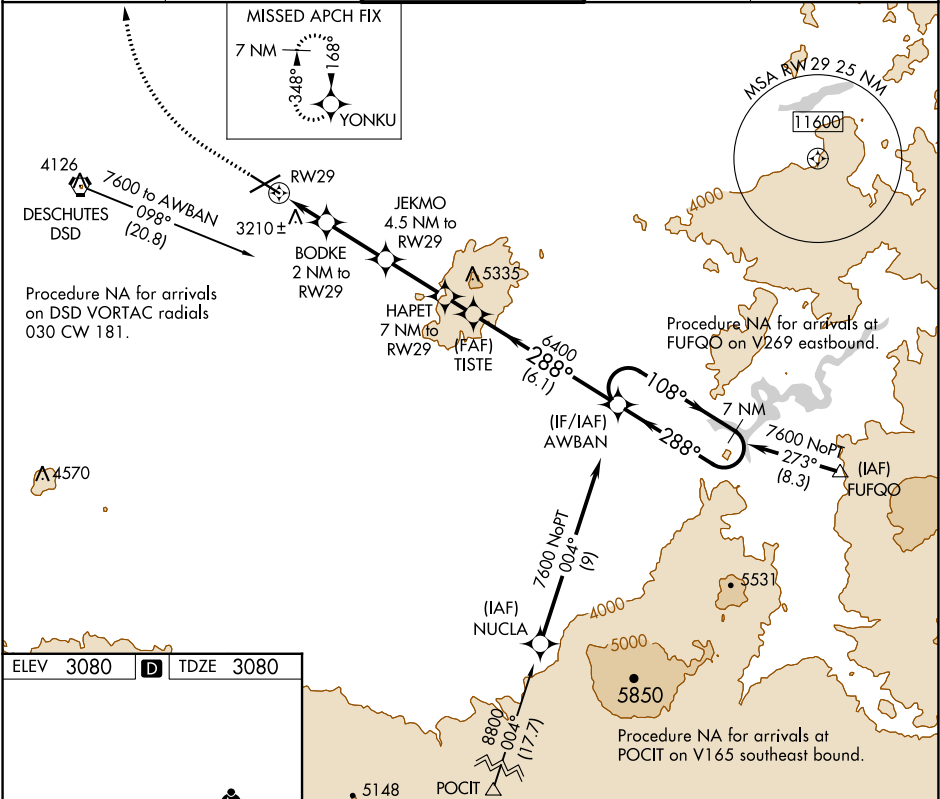 MISSED APCH FIX
7 NM
348°
168°
YONKU
MSA RW29 25 NM
11600
4000
4126
DESCHUTES
DSD
7600 to AWBAN
098°
(20.8)
RW29
3210 ±
BODKE
2 NM to
RW29
JEKMO
4.5 NM to
RW29
5335
HAPET
7 NM to
RW29
(FAF)
TISTE
Procedure NA for arrivals
on DSD VORTAC radials
030 CW 181.
Procedure NA for arrivals at
FUFQO on V269 eastbound.
6400
288°
(6.1)
108°
7 NM
288°
(IF/IAF)
AWBAN
7600 NoPT
273°
(8.3)
(IAF)
FUFQO
4570
7600 NoPT
004°
(9)
(IAF)
NUCLA
4000
5531
5000
5850
ELEV 3080 D TDZE 3080
8800
004°
(17.7)
POCIT
5148
Procedure NA for arrivals at
POCIT on V165 southeast bound.